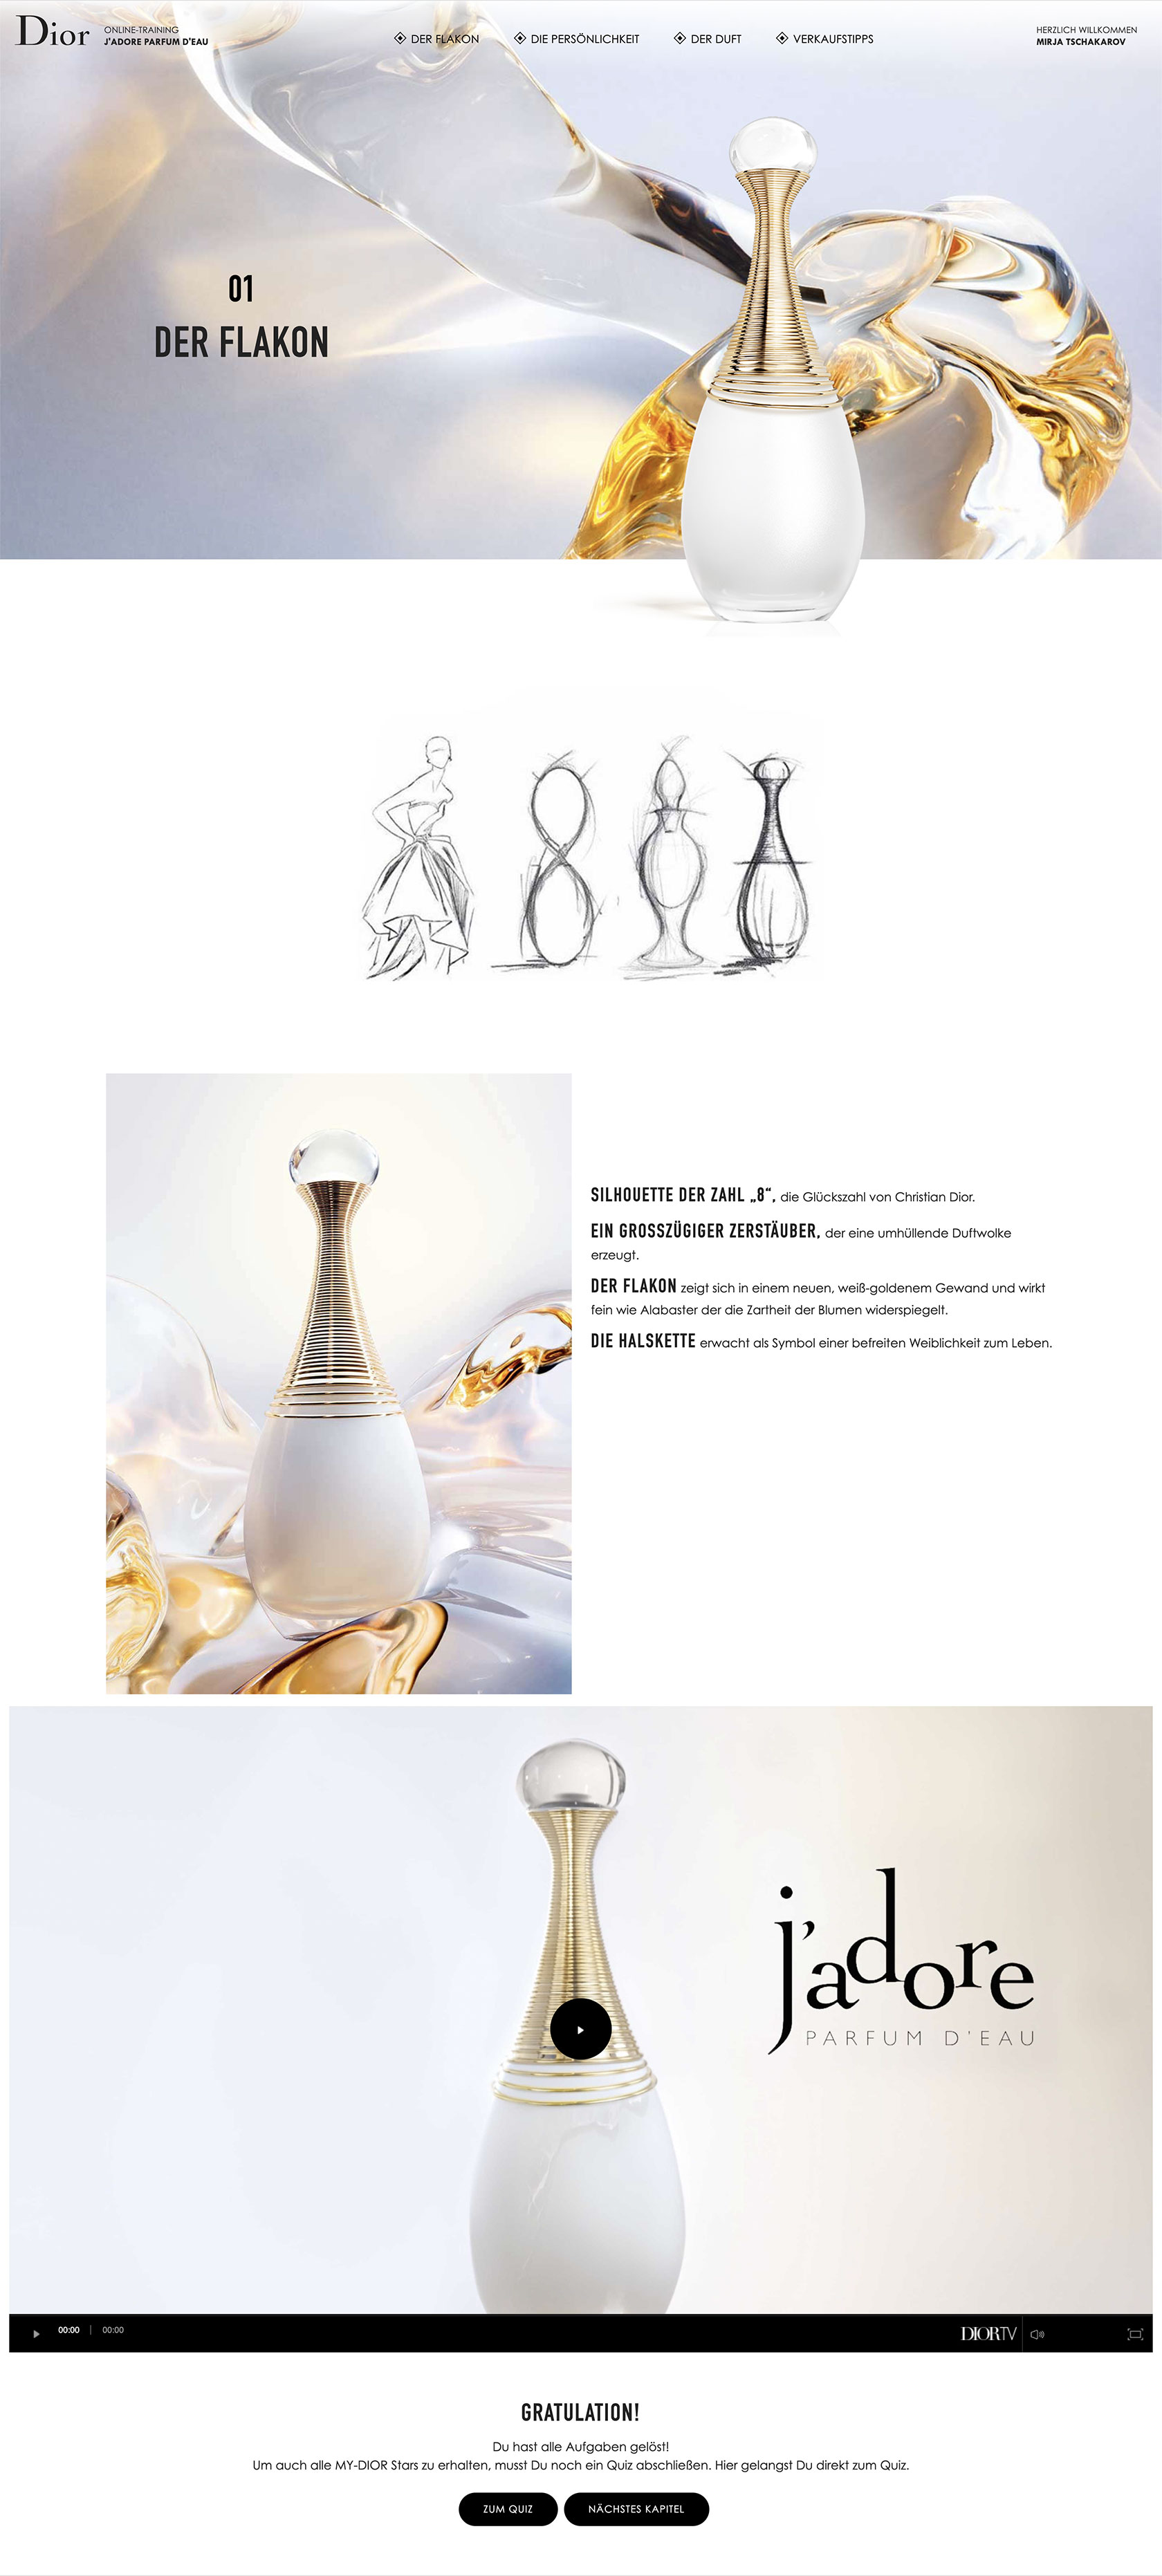 Dior
ONLINE-TRAINING
J'ADORE PARFUM D'EAU
DER FLAKON
DIE PERSÖNLICHKEIT
DER DUFT
VERKAUFSTIPPS
HERZLICH WILLKOMMEN
MIRJA TSCHAKAROV
01
DER FLAKON
SILHOUETTE DER ZAHL „8“, die Glückszahl von Christian Dior.
EIN GROSSZÜGIGER ZERSTÄUBER, der eine umhüllende Duftwolke
erzeugt.
DER FLAKON zeigt sich in einem neuen, weiß-goldenem Gewand und wirkt
fein wie Alabaster der die Zartheit der Blumen widerspiegelt.
DIE HALSKETTE erwacht als Symbol einer befreiten Weiblichkeit zum Leben.
j'adore
PARFUM D'EAU
00:00 | 00:00
DIORTV
GRATULATION!
Du hast alle Aufgaben gelöst!
Um auch alle MY-DIOR Stars zu erhalten, musst Du noch ein Quiz abschließen. Hier gelangst Du direkt zum Quiz.
ZUM QUIZ
NÄCHSTES KAPITEL